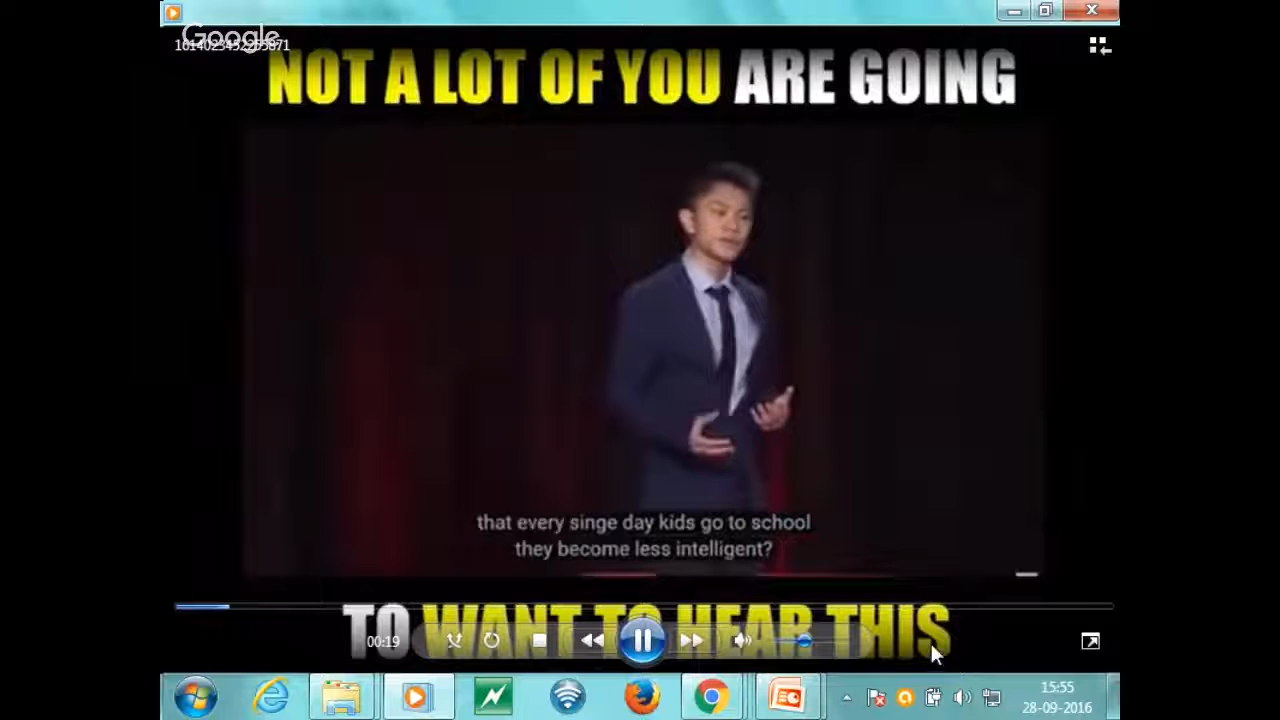 Google
1614023452255871
NOT A LOT OF YOU ARE GOING
that every singe day kids go to school
they become less intelligent?
TO WANT TO HEAR THIS
00:19
15:55
28-09-2016